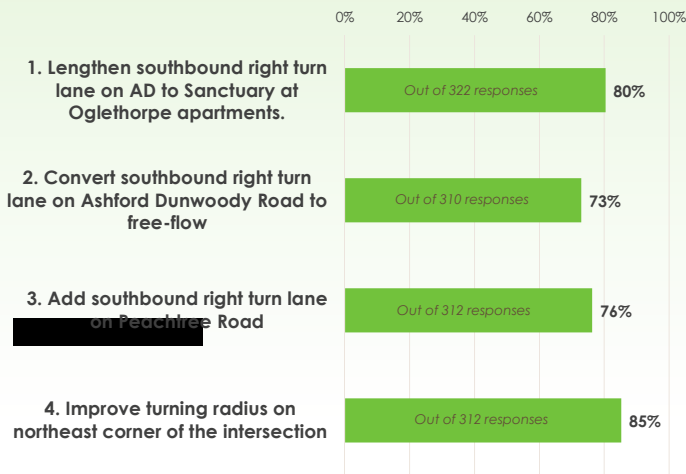 0% 20% 40% 60% 80% 100%
1. Lengthen southbound right turn
lane on AD to Sanctuary at
Oglethorpe apartments.
Out of 322 responses 80%
2. Convert southbound right turn
lane on Ashford Dunwoody Road to
free-flow
Out of 310 responses 73%
3. Add southbound right turn lane
on Peachtree Road
Out of 312 responses 76%
4. Improve turning radius on
northeast corner of the intersection
Out of 312 responses 85%